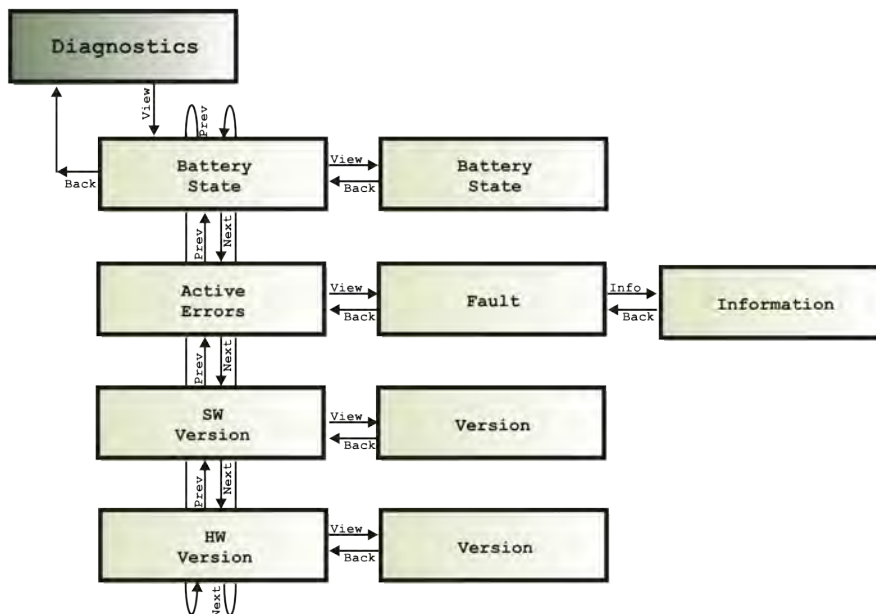 Diagnostics
View
Prev
Back
Battery
State
View
Back
Battery
State
Prev
Next
Active
Errors
View
Back
Fault
Info
Back
Information
Prev
Next
SW
Version
View
Back
Version
Prev
Next
HW
Version
View
Back
Version
Next